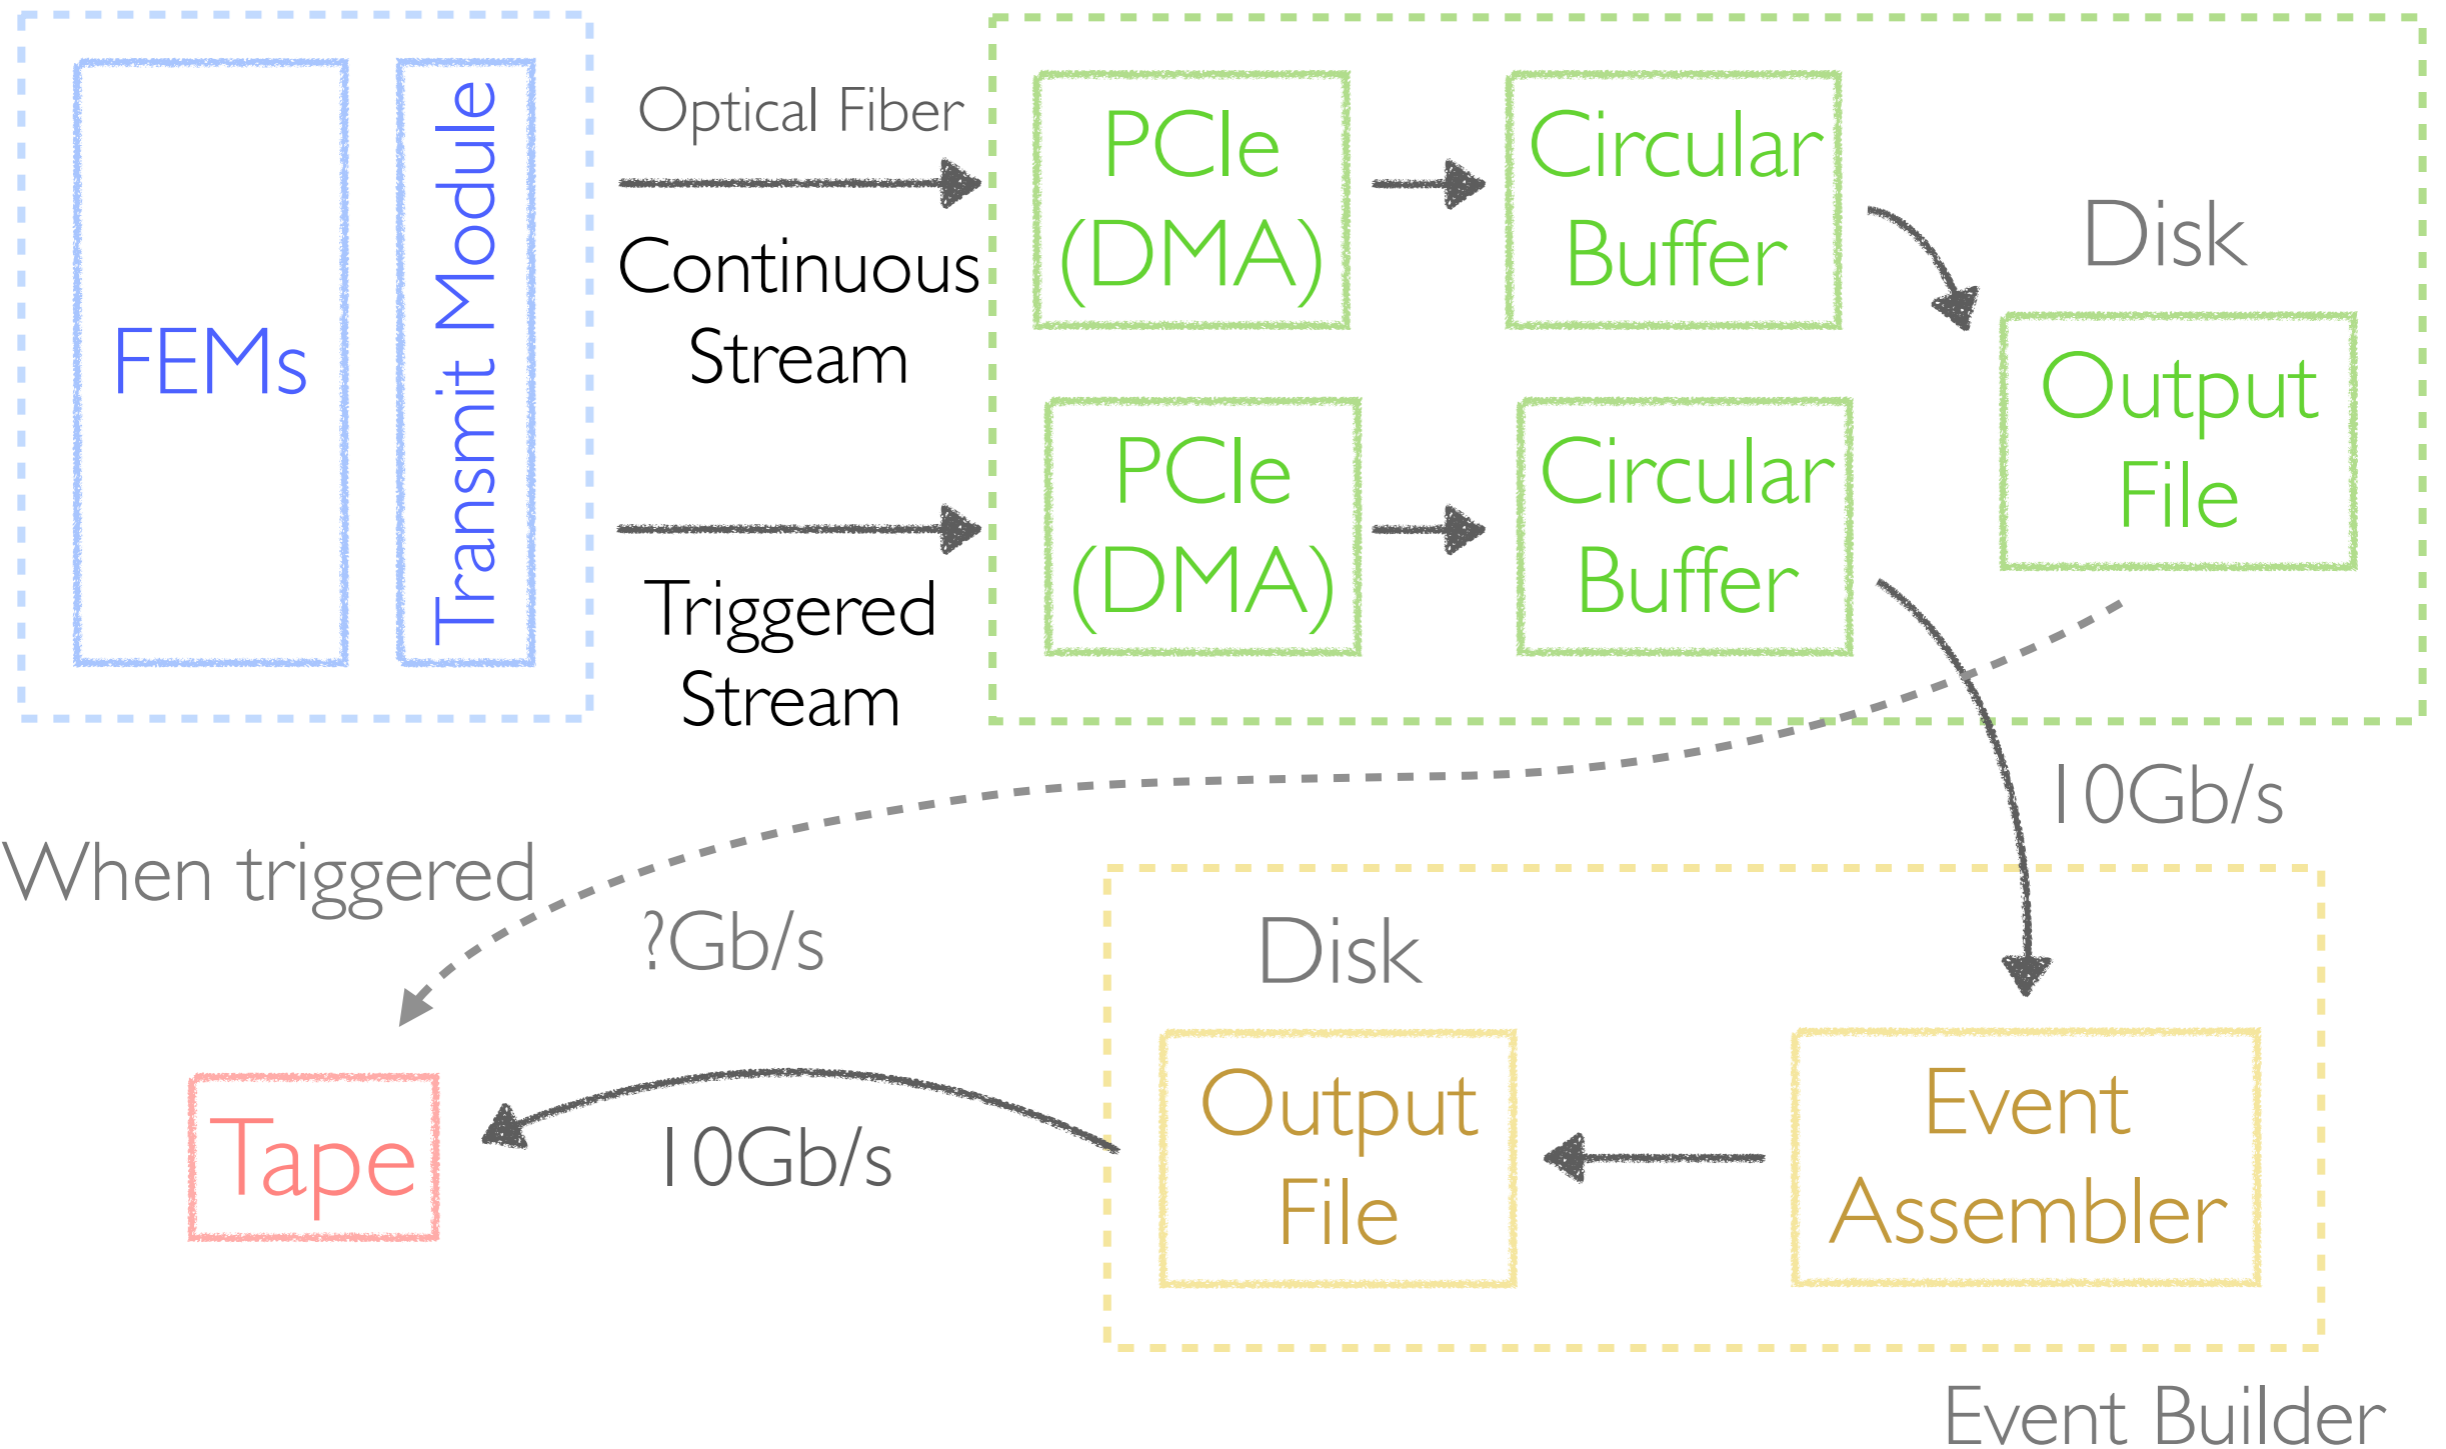 FEMs
Transmit Module
Optical Fiber
Continuous
Stream
Triggered
Stream
PCIe
(DMA)
Circular
Buffer
Disk
Output
File
PCIe
(DMA)
Circular
Buffer
10Gb/s
When triggered
?Gb/s
Disk
Output
File
Event
Assembler
10Gb/s
Tape
Event Builder